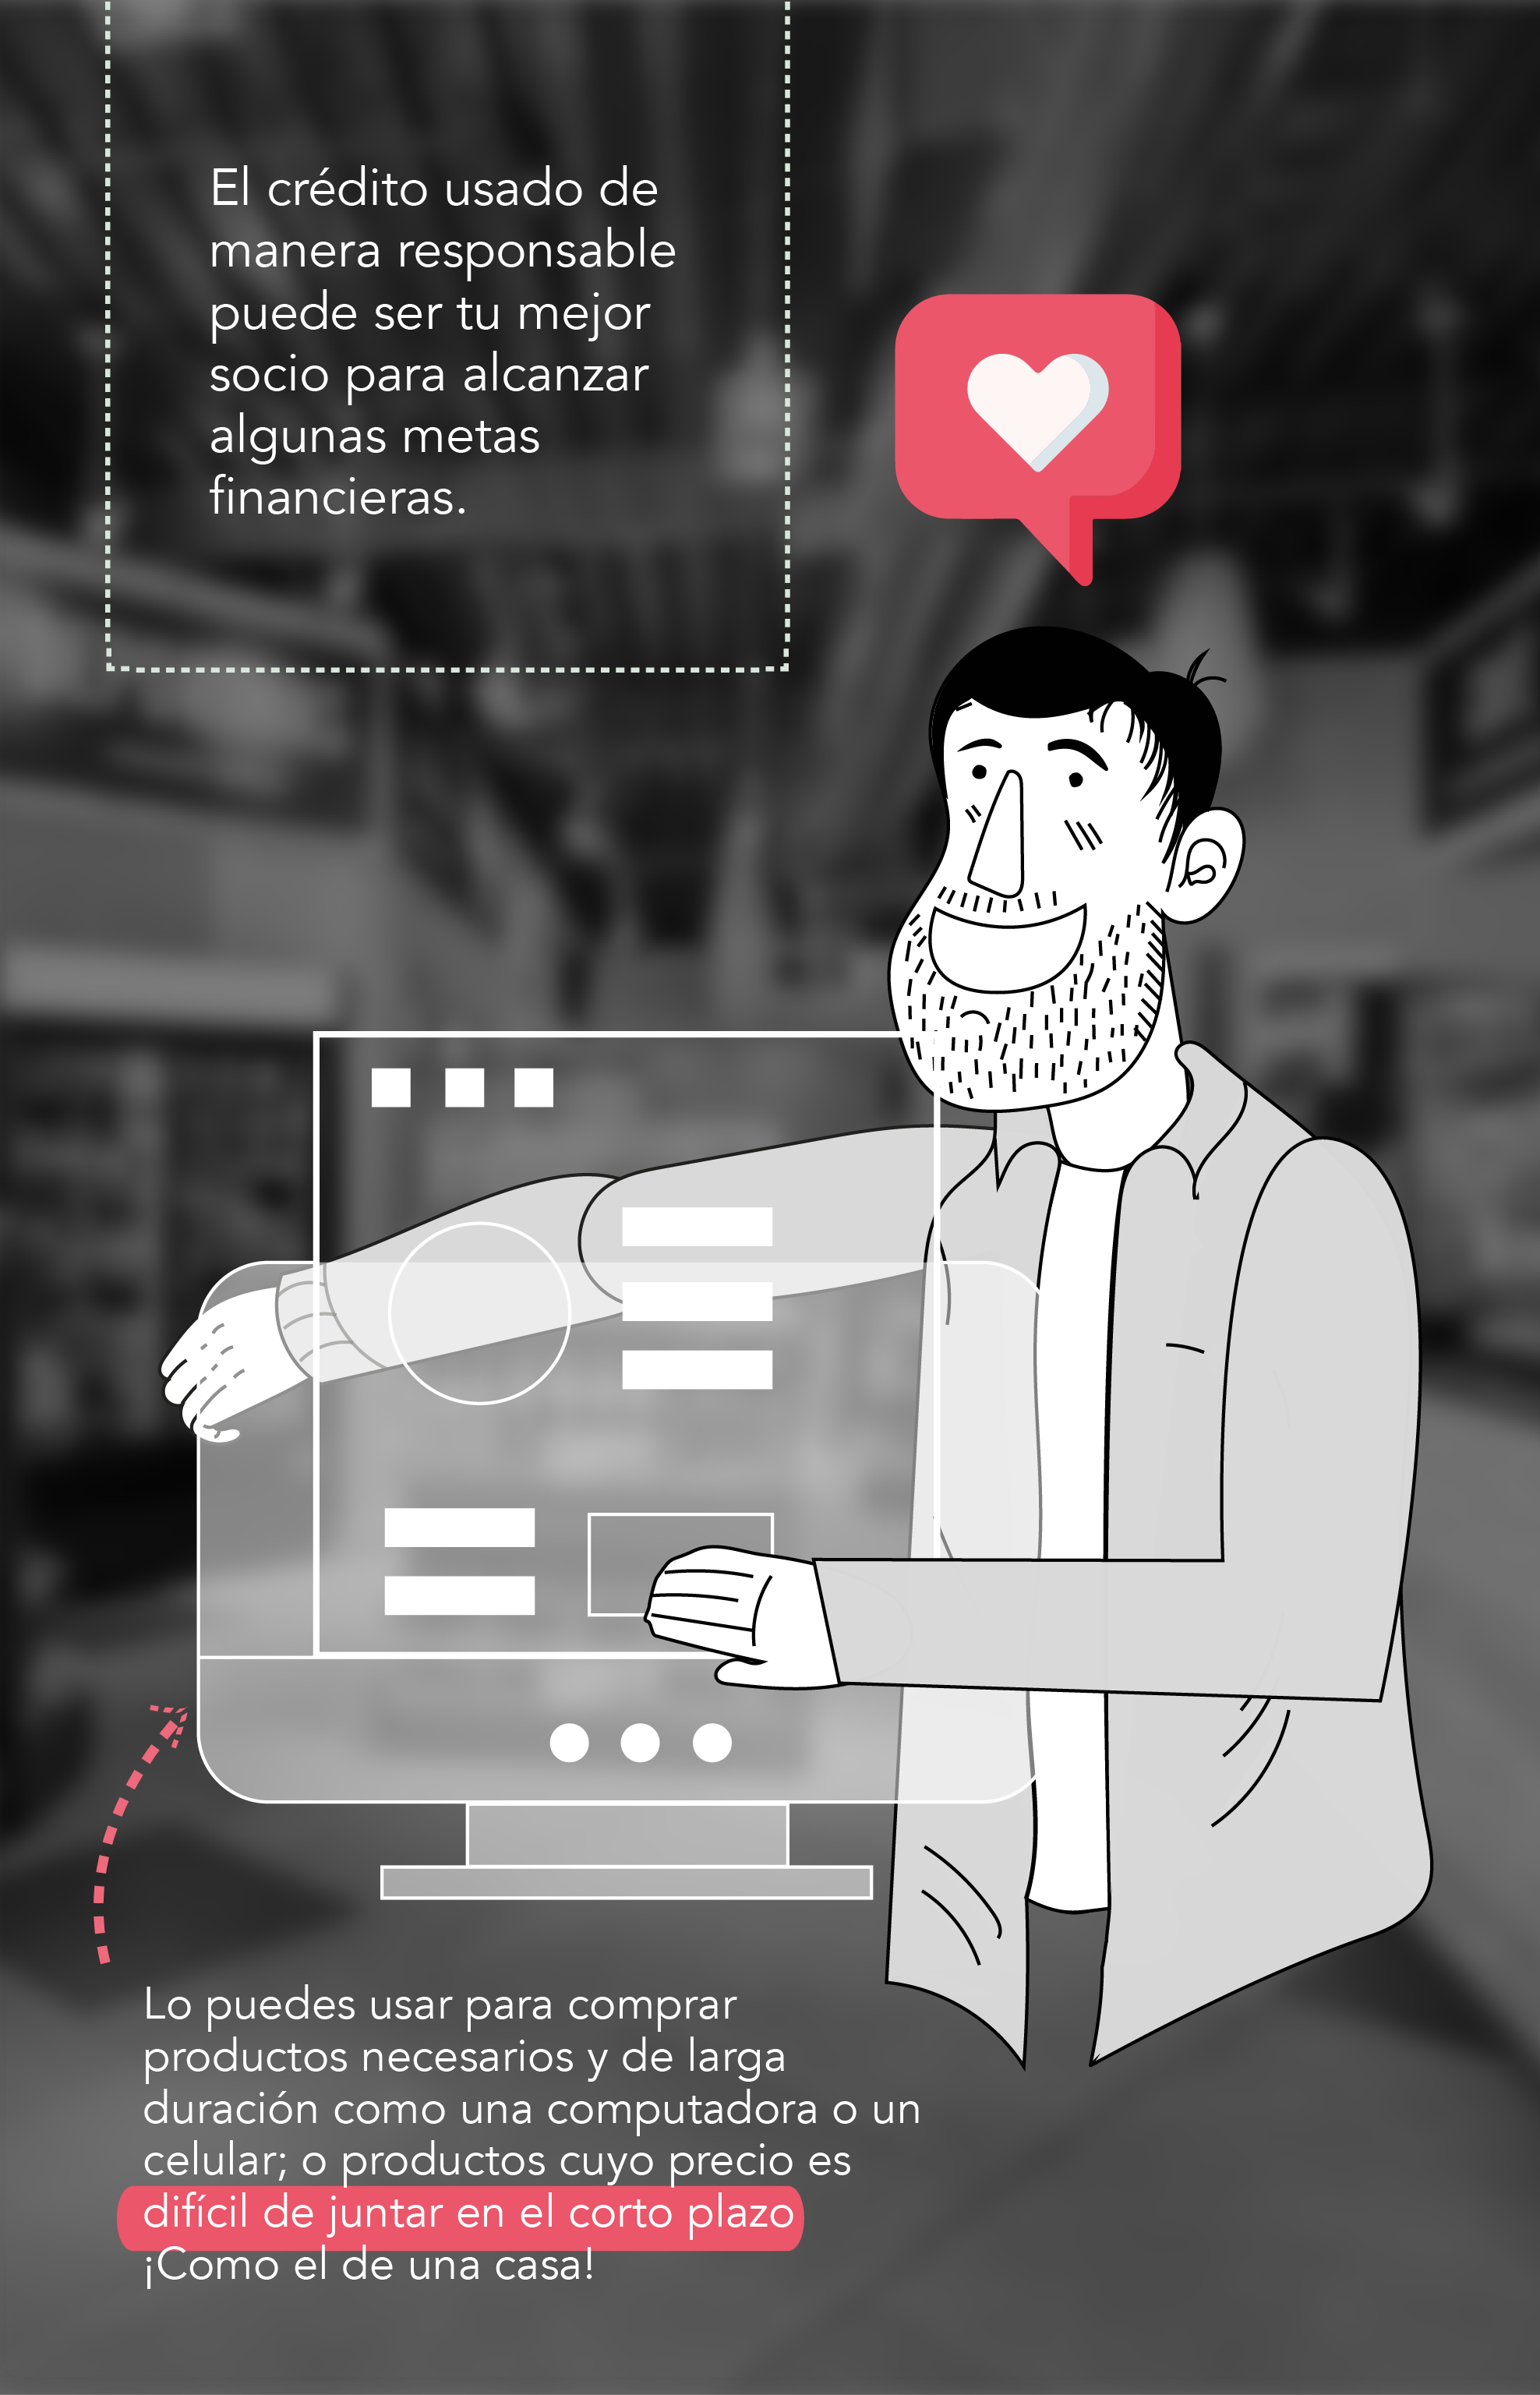 El crédito usado de
manera responsable
puede ser tu mejor
socio para alcanzar
algunas metas
financieras.
Lo puedes usar para comprar
productos necesarios y de larga
duración como una computadora o un
celular; o productos cuyo precio es
difícil de juntar en el corto plazo
¡Como el de una casa!